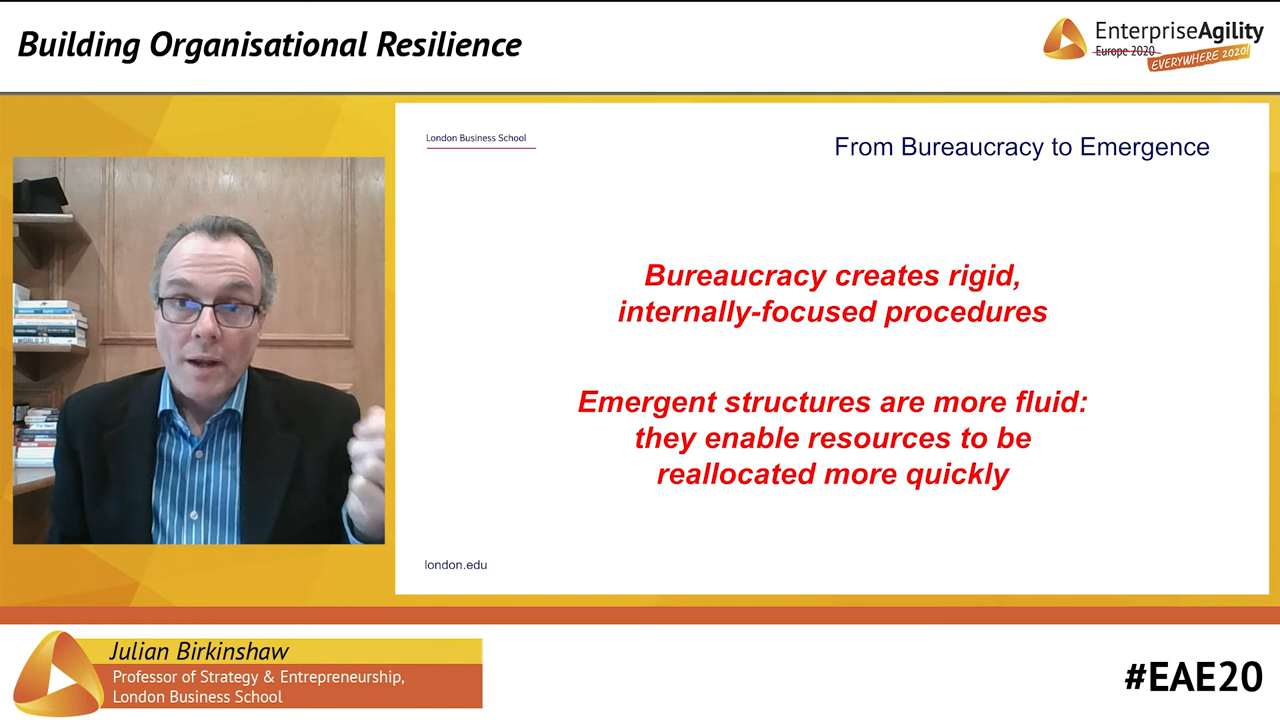 Building Organisational Resilience
EnterpriseAgility
Europe 2020
EVERYWHERE 2020!
London Business School
From Bureaucracy to Emergence
Bureaucracy creates rigid,
internally-focused procedures
Emergent structures are more fluid:
they enable resources to be
reallocated more quickly
london.edu
Julian Birkinshaw
Professor of Strategy & Entrepreneurship,
London Business School
#EAE20